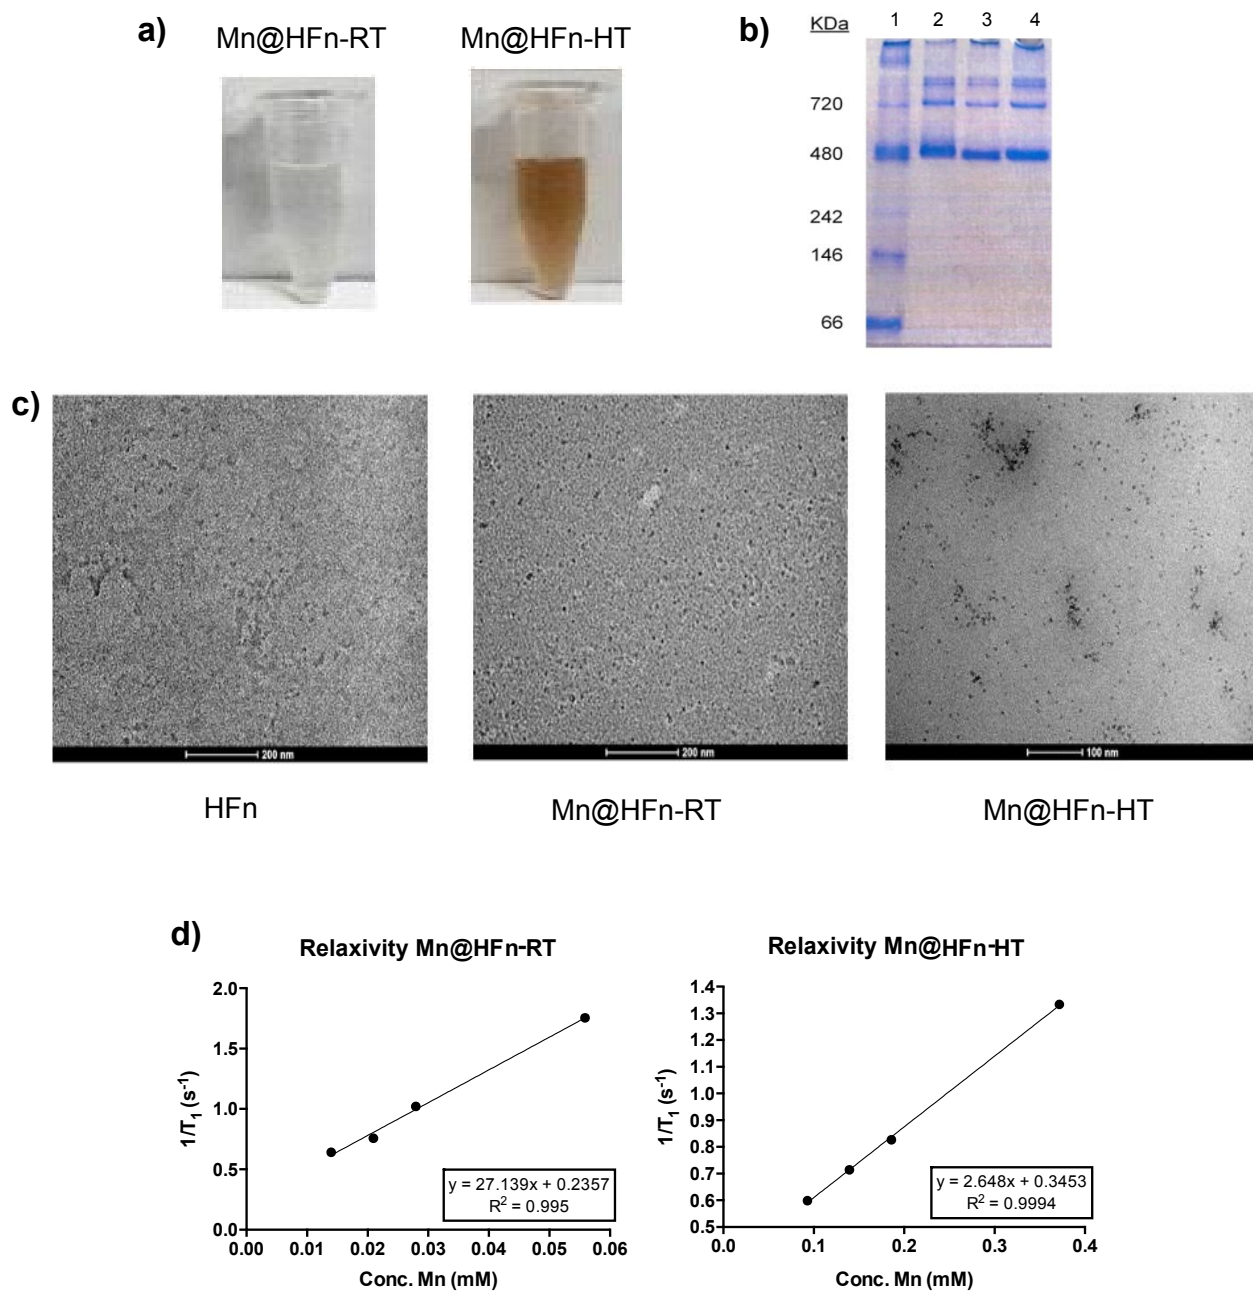 a)
Mn@HFn-RT
Mn@HFn-HT
b)
KDa
1 2 3 4
720
480
242
146
66
c)
200 nm
200 nm
100 nm
HFn
Mn@HFn-RT
Mn@HFn-HT
d)
Relaxivity Mn@HFn-RT
2.0
1.5
1.0
0.5
0.0
1/T₁ (s⁻¹)
y = 27.139x + 0.2357
R² = 0.995
0.00 0.01 0.02 0.03 0.04 0.05 0.06
Conc. Mn (mM)
Relaxivity Mn@HFn-HT
1.4
1.3
1.2
1.1
1.0
0.9
0.8
0.7
0.6
0.5
1/T₁ (s⁻¹)
y = 2.648x + 0.3453
R² = 0.9994
0.0 0.1 0.2 0.3 0.4
Conc. Mn (mM)